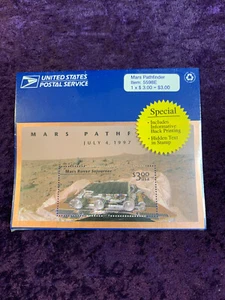 UNITED STATES
POSTAL SERVICE
Mars Pathfinder
Item: 5598E
1 x $ 3.00 = $3.00
Special
- Includes
Informative
Back Printing
- Hidden Text
in Stamp
MARS PATHF
JULY 4 1997
Mars Rover Sojourner
$3.00
USA